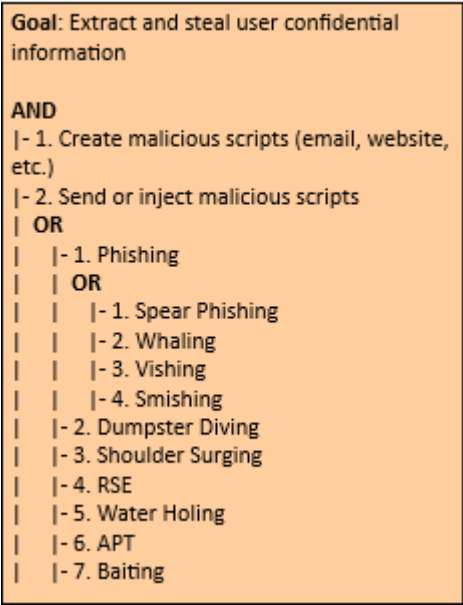 Goal: Extract and steal user confidential
information
AND
|- 1. Create malicious scripts (email, website,
etc.)
|- 2. Send or inject malicious scripts
| OR
| |- 1. Phishing
| | OR
| | |- 1. Spear Phishing
| | |- 2. Whaling
| | |- 3. Vishing
| | |- 4. Smishing
| |- 2. Dumpster Diving
| |- 3. Shoulder Surging
| |- 4. RSE
| |- 5. Water Holing
| |- 6. APT
| |- 7. Baiting